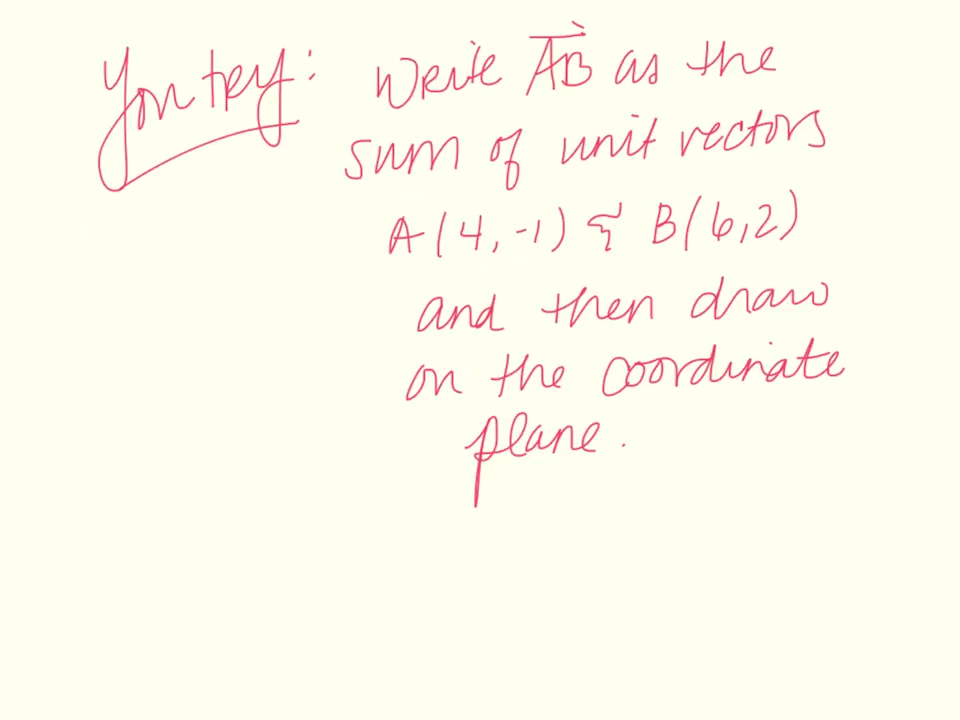 You try: Write AB as the
sum of unit vectors
A(4,-1) & B(6,2)
and then draw
on the coordinate
plane.